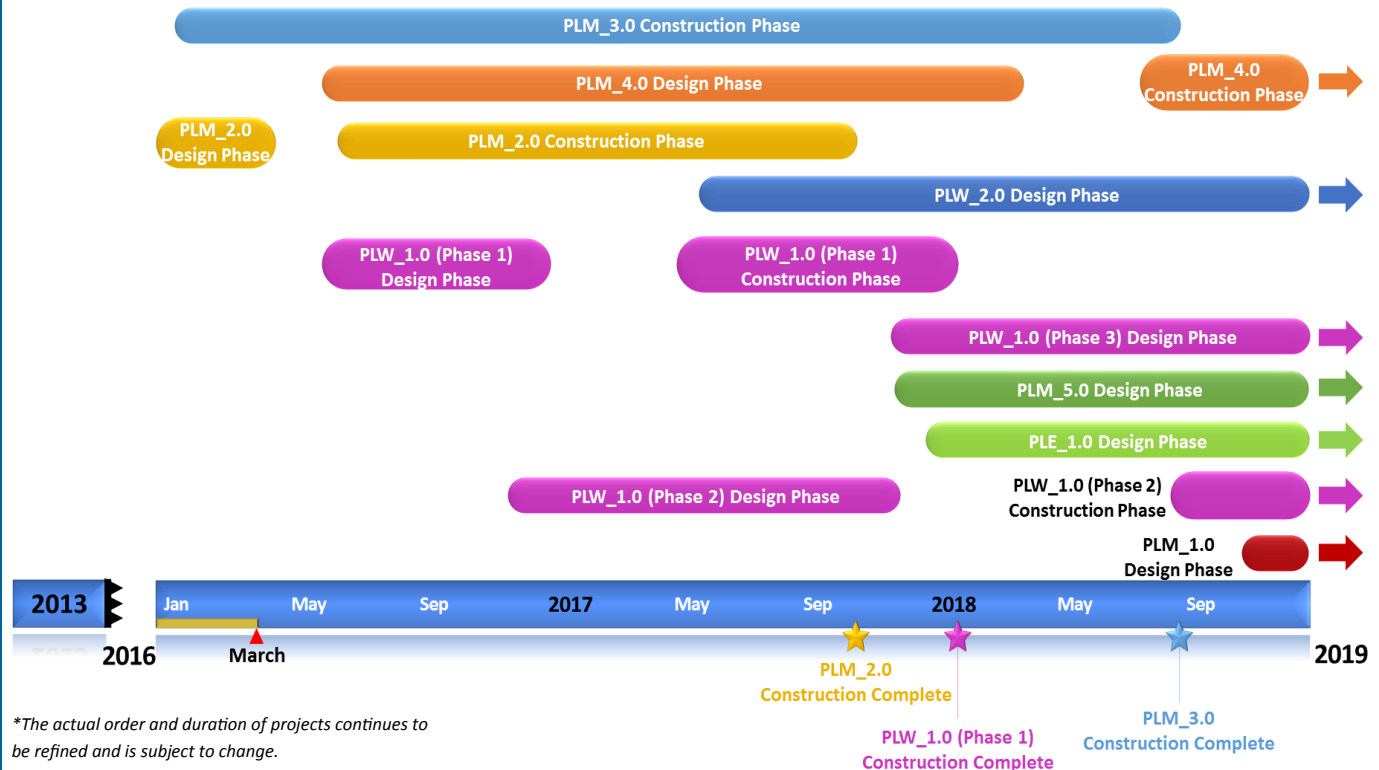 PLM_3.0 Construction Phase
PLM_4.0 Design Phase
PLM_4.0
Construction Phase
PLM_2.0
Design Phase
PLM_2.0 Construction Phase
PLW_2.0 Design Phase
PLW_1.0 (Phase 1)
Design Phase
PLW_1.0 (Phase 1)
Construction Phase
PLW_1.0 (Phase 3) Design Phase
PLM_5.0 Design Phase
PLE_1.0 Design Phase
PLW_1.0 (Phase 2) Design Phase
PLW_1.0 (Phase 2)
Construction Phase
PLM_1.0
Design Phase
2013 Jan May Sep 2017 May Sep 2018 May Sep
2016 March 2019
PLM_2.0
Construction Complete
PLW_1.0 (Phase 1)
Construction Complete
PLM_3.0
Construction Complete
*The actual order and duration of projects continues to
be refined and is subject to change.